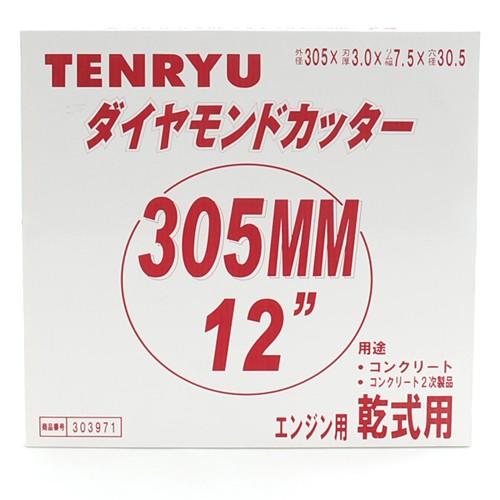 TENRYU
外径305×刃厚3.0×チップ幅7.5×穴径30.5
ダイヤモンドカッター
305MM
12”
用途
・コンクリート
・コンクリート2次製品
エンジン用 乾式用
商品番号 303971